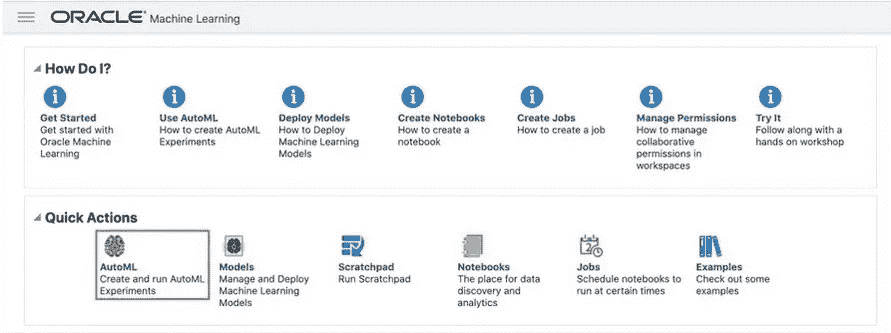 ORACLE® Machine Learning
How Do I?
Get Started
Get started with
Oracle Machine
Learning
Use AutoML
How to create AutoML
Experiments
Deploy Models
How to Deploy
Machine Learning
Models
Create Notebooks
How to create a
notebook
Create Jobs
How to create a job
Manage Permissions
How to manage
collaborative
permissions in
workspaces
Try It
Follow along with a
hands on workshop
Quick Actions
AutoML
Create and run AutoML
Experiments
Models
Manage and Deploy
Machine Learning
Models
Scratchpad
Run Scratchpad
Notebooks
The place for data
discovery and
analytics
2
Jobs
Schedule notebooks to
run at certain times
Examples
Check out some
examples